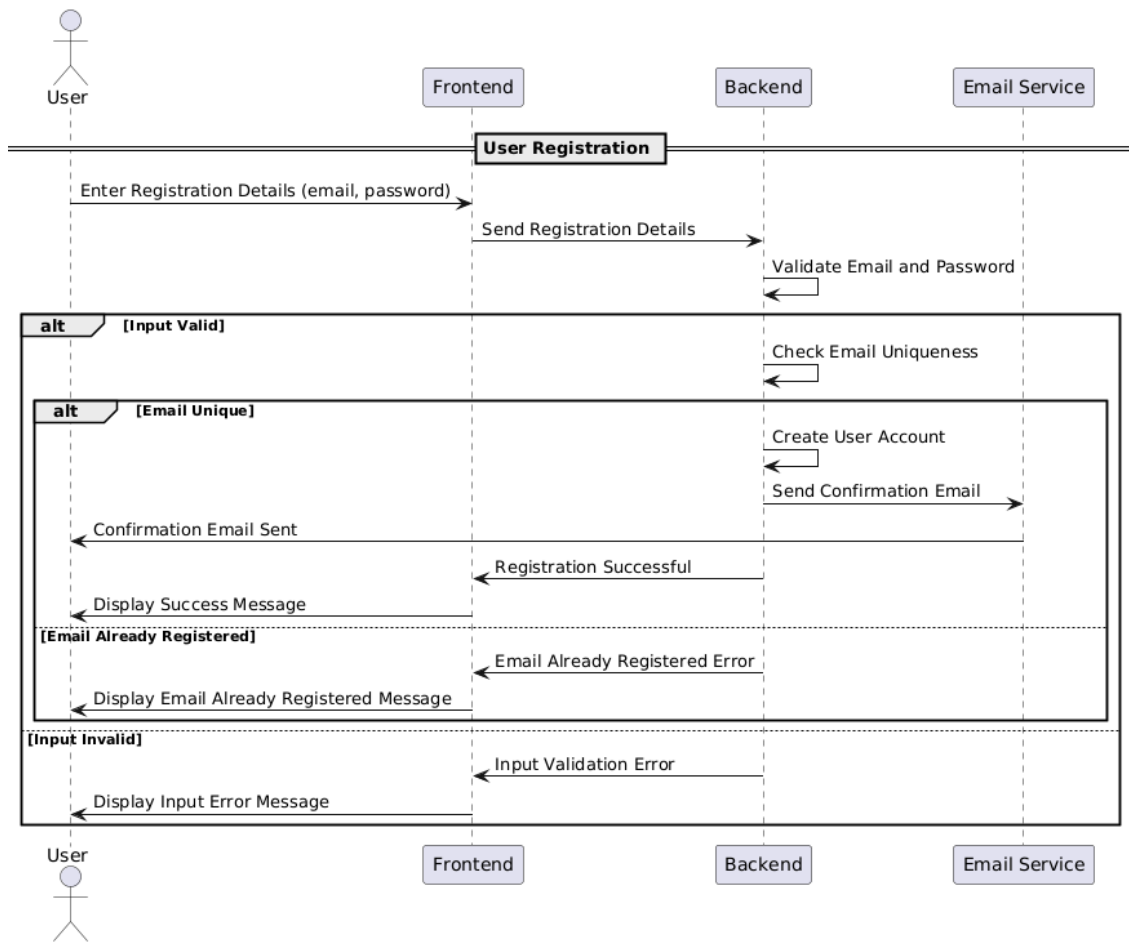 User
Frontend
Backend
Email Service
User Registration
Enter Registration Details (email, password)
Send Registration Details
Validate Email and Password
alt
[Input Valid]
Check Email Uniqueness
alt
[Email Unique]
Create User Account
Send Confirmation Email
Confirmation Email Sent
Registration Successful
Display Success Message
[Email Already Registered]
Email Already Registered Error
Display Email Already Registered Message
[Input Invalid]
Input Validation Error
Display Input Error Message
User
Frontend
Backend
Email Service